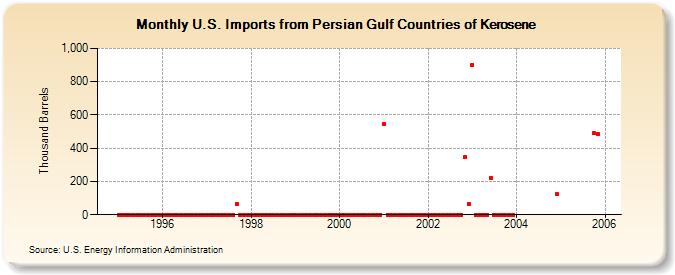 Monthly U.S. Imports from Persian Gulf Countries of Kerosene
Thousand Barrels
1,000
800
600
400
200
0
1996 1998 2000 2002 2004 2006
Source: U.S. Energy Information Administration